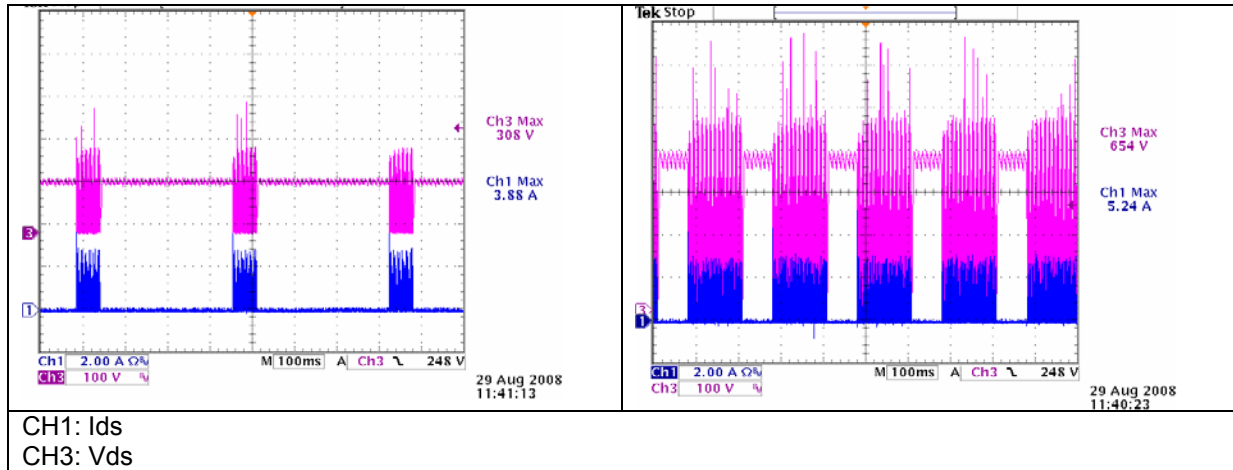 Ch3 Max
308 V
Ch1 Max
3.88 A
3
1
Ch1 2.00 A Ω
M 100ms A Ch3 248 V
Ch3 100 V
29 Aug 2008
11:41:13
Tek Stop
Ch3 Max
654 V
Ch1 Max
5.24 A
3
1
Ch1 2.00 A Ω
M 100ms A Ch3 248 V
Ch3 100 V
29 Aug 2008
11:40:23
CH1: Ids
CH3: Vds